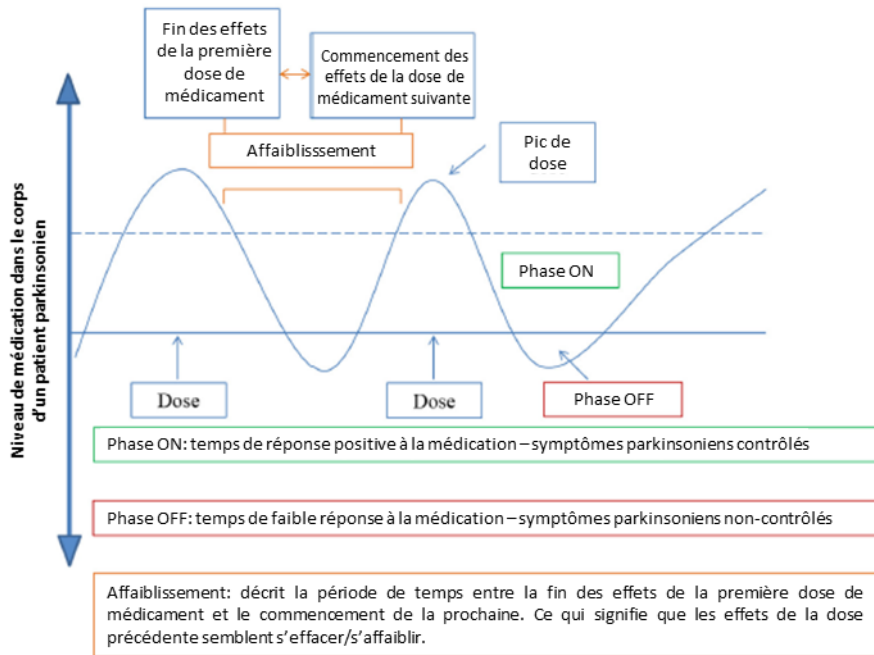 Fin des effets
de la première
dose de
médicament
Commencement des
effets de la dose de
médicament suivante
Affaiblisssement
Pic de
dose
Niveau de médication dans le corps
d'un patient parkinsonien
Phase ON
Dose
Dose
Phase OFF
Phase ON: temps de réponse positive à la médication – symptômes parkinsoniens contrôlés
Phase OFF: temps de faible réponse à la médication – symptômes parkinsoniens non-contrôlés
Affaiblissement: décrit la période de temps entre la fin des effets de la première dose de
médicament et le commencement de la prochaine. Ce qui signifie que les effets de la dose
précédente semblent s'effacer/s'affaiblir.